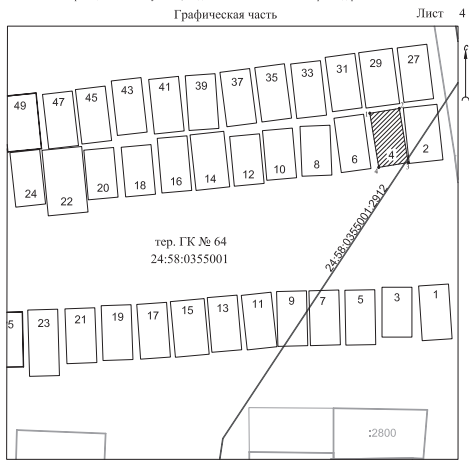 Графическая часть
Лист 4
С
49 47 45 43 41 39 37 35 33 31 29 27
24 22 20 18 16 14 12 10 8 6 4 2
4 3
тер. ГК № 64
24:58:0355001
24:58:0355001:2912
5 23 21 19 17 15 13 11 9 7 5 3 1
:2800